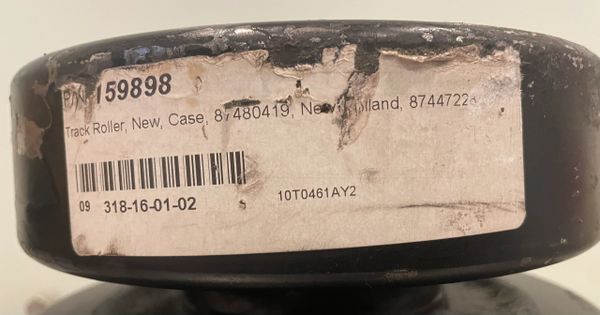 P/N 159898
Track Roller, New, Case, 87480419, New Holland, 8744722
09 318-16-01-02
10T0461AY2